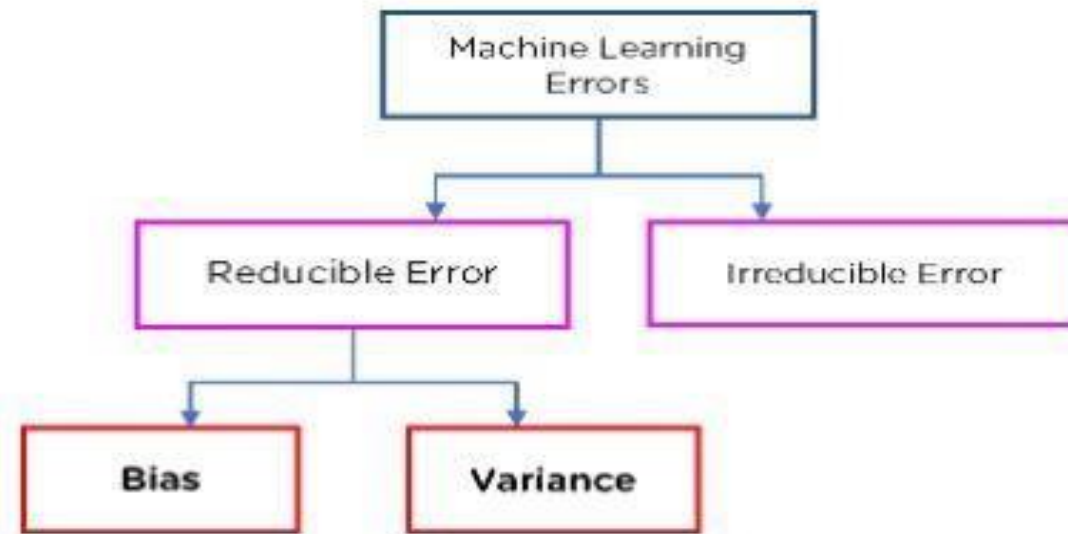 Machine Learning
Errors
Reducible Error
Irreducible Error
Bias
Variance